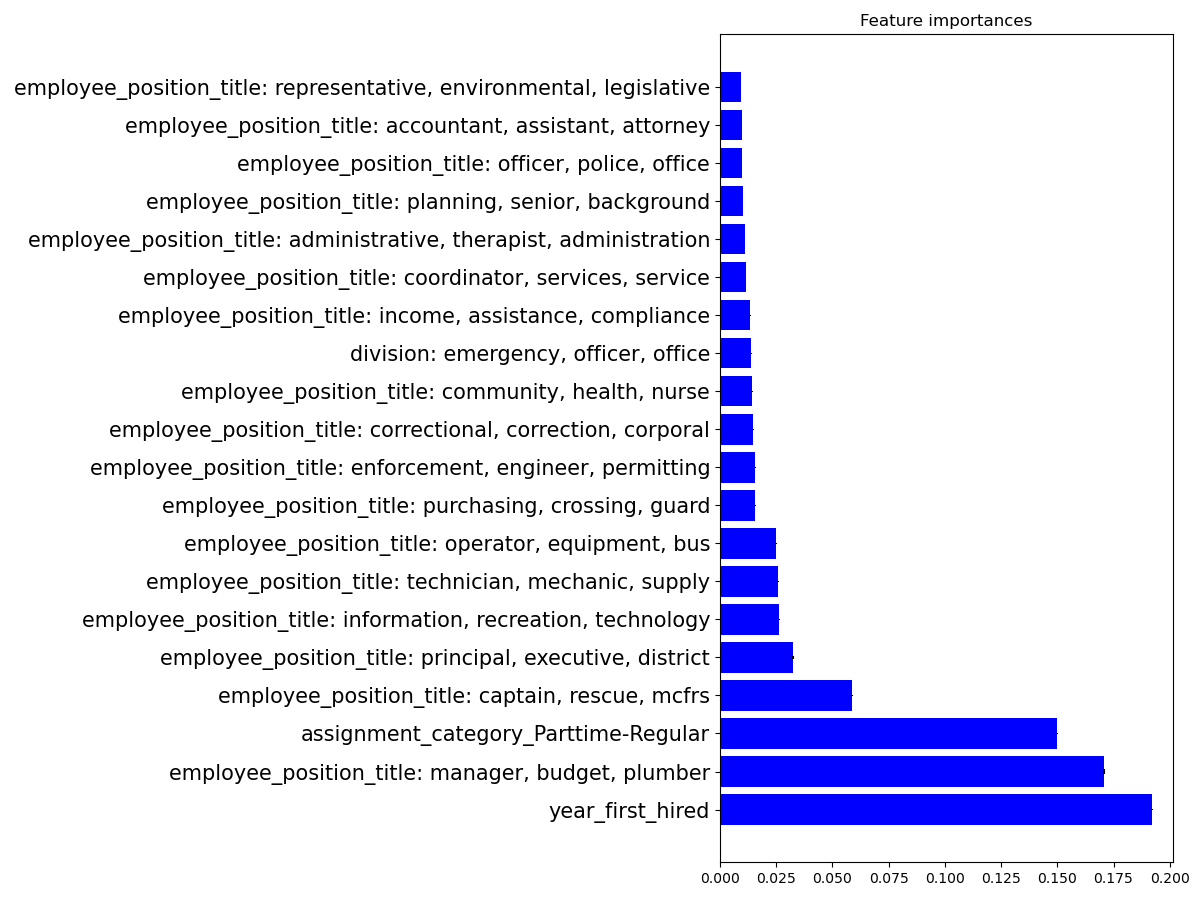 Feature importances
employee_position_title: representative, environmental, legislative
employee_position_title: accountant, assistant, attorney
employee_position_title: officer, police, office
employee_position_title: planning, senior, background
employee_position_title: administrative, therapist, administration
employee_position_title: coordinator, services, service
employee_position_title: income, assistance, compliance
division: emergency, officer, office
employee_position_title: community, health, nurse
employee_position_title: correctional, correction, corporal
employee_position_title: enforcement, engineer, permitting
employee_position_title: purchasing, crossing, guard
employee_position_title: operator, equipment, bus
employee_position_title: technician, mechanic, supply
employee_position_title: information, recreation, technology
employee_position_title: principal, executive, district
employee_position_title: captain, rescue, mcfrs
assignment_category_Parttime-Regular
employee_position_title: manager, budget, plumber
year_first_hired
0.000 0.025 0.050 0.075 0.100 0.125 0.150 0.175 0.200